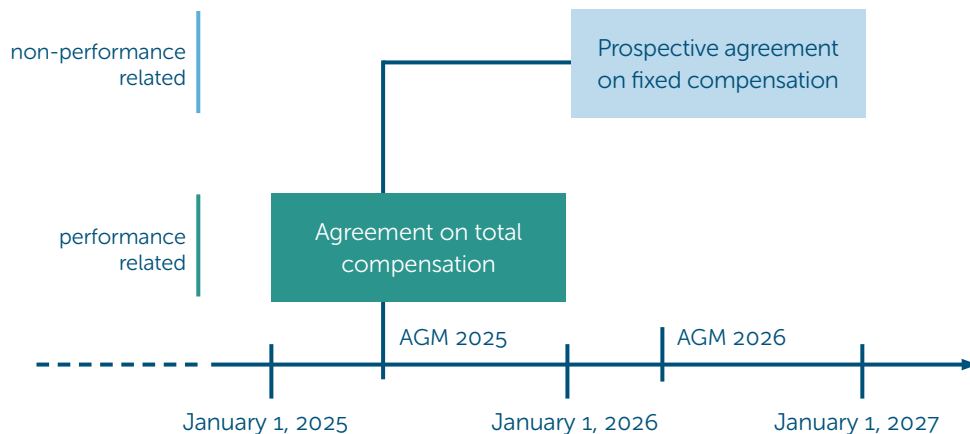 non-performance
related
Prospective agreement
on fixed compensation
performance
related
Agreement on total
compensation
AGM 2025
AGM 2026
January 1, 2025
January 1, 2026
January 1, 2027